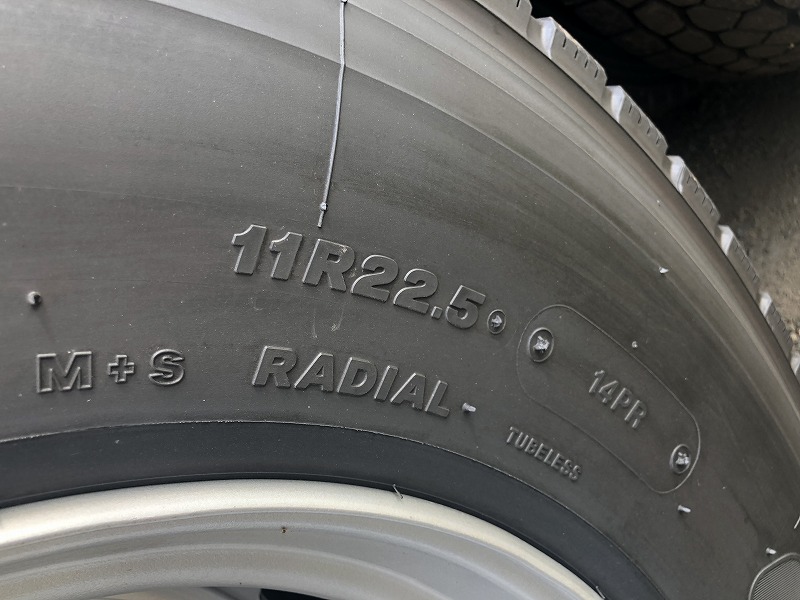 11R22.5
14PR
M+S RADIAL
TUBELESS